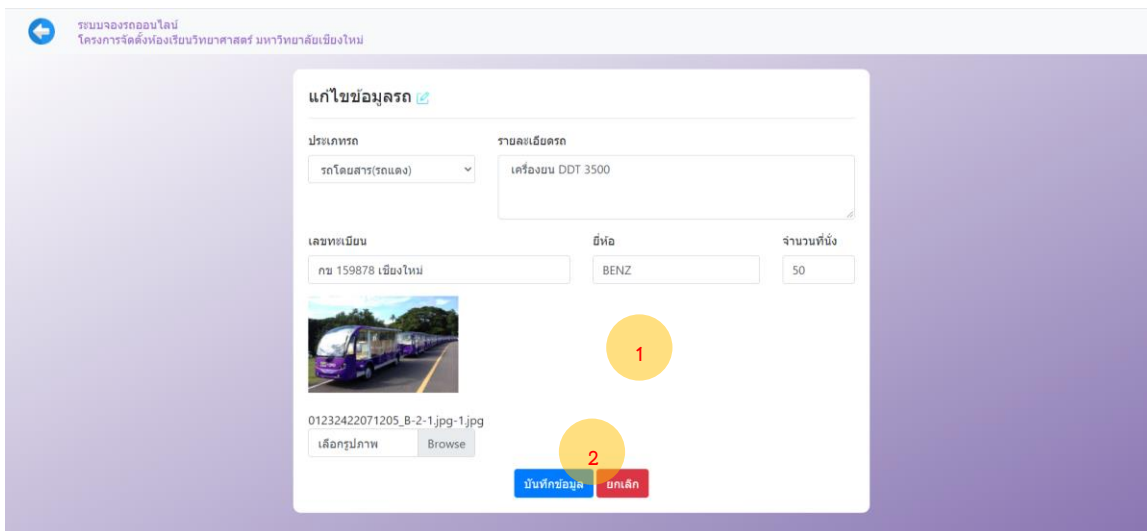 ระบบจองรถออนไลน์
โครงการจัดตั้งห้องเรียนวิทยาศาสตร์ มหาวิทยาลัยเชียงใหม่
แก้ไขข้อมูลรถ
ประเภทรถ
รายละเอียดรถ
รถโดยสาร(รถแดง)
เครื่องยน DDT 3500
เลขทะเบียน
ยี่ห้อ
จำนวนที่นั่ง
กข 159878 เชียงใหม่
BENZ
50
1
01232422071205_B-2-1.jpg-1.jpg
เลือกรูปภาพ
Browse
2
บันทึกข้อมูล
ยกเลิก